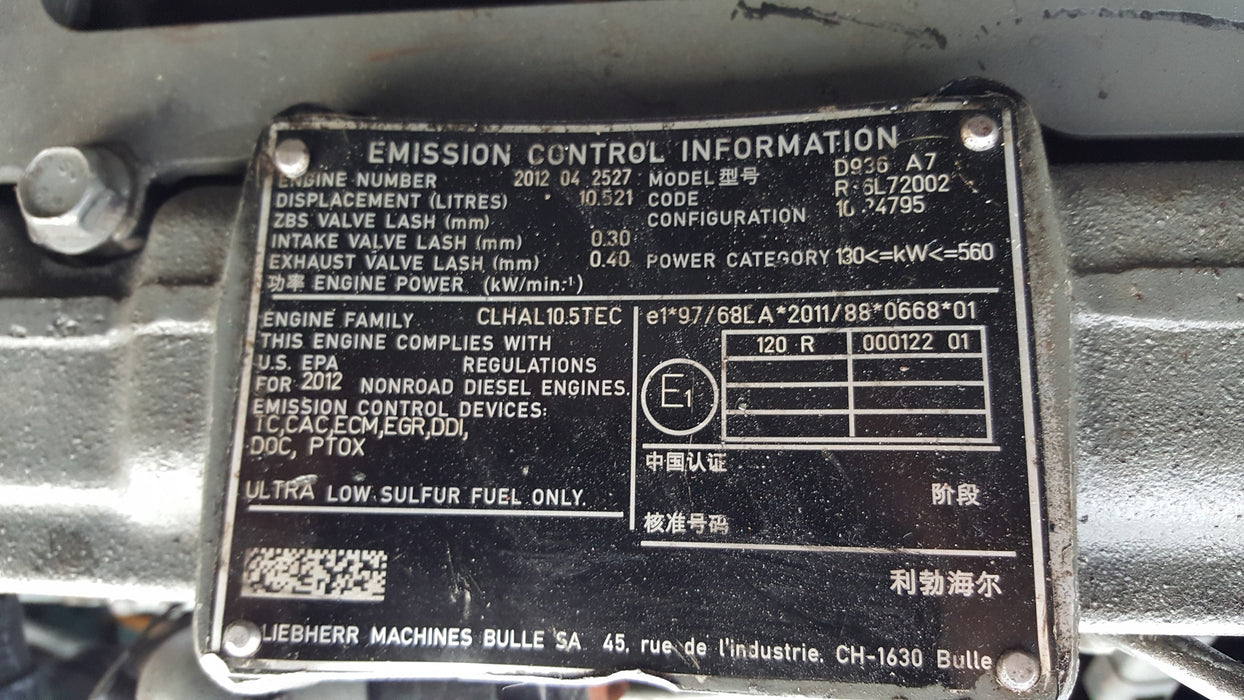 EMISSION CONTROL INFORMATION
ENGINE NUMBER 2012 04 2527
DISPLACEMENT (LITRES) 10.521
ZBS VALVE LASH (mm)
INTAKE VALVE LASH (mm) 0.30
EXHAUST VALVE LASH (mm) 0.40
功率 ENGINE POWER (kW/min.-¹)
MODEL 型号 D936 A7
CODE
CONFIGURATION
POWER CATEGORY 130<=kW<=560
ENGINE FAMILY CLHAL10.5TEC
THIS ENGINE COMPLIES WITH
U.S. EPA REGULATIONS
FOR 2012 NONROAD DIESEL ENGINES.
EMISSION CONTROL DEVICES:
TC,CAC,ECM,EGR,DDI,
DOC, PTOX
ULTRA LOW SULFUR FUEL ONLY.
e1*97/68LA*2011/88*0668*01
E1
120 R 000122 01
中国认证
阶段
核准号码
利勃海尔
LIEBHERR MACHINES BULLE SA. 45, rue de l'industrie. CH-1630 Bulle